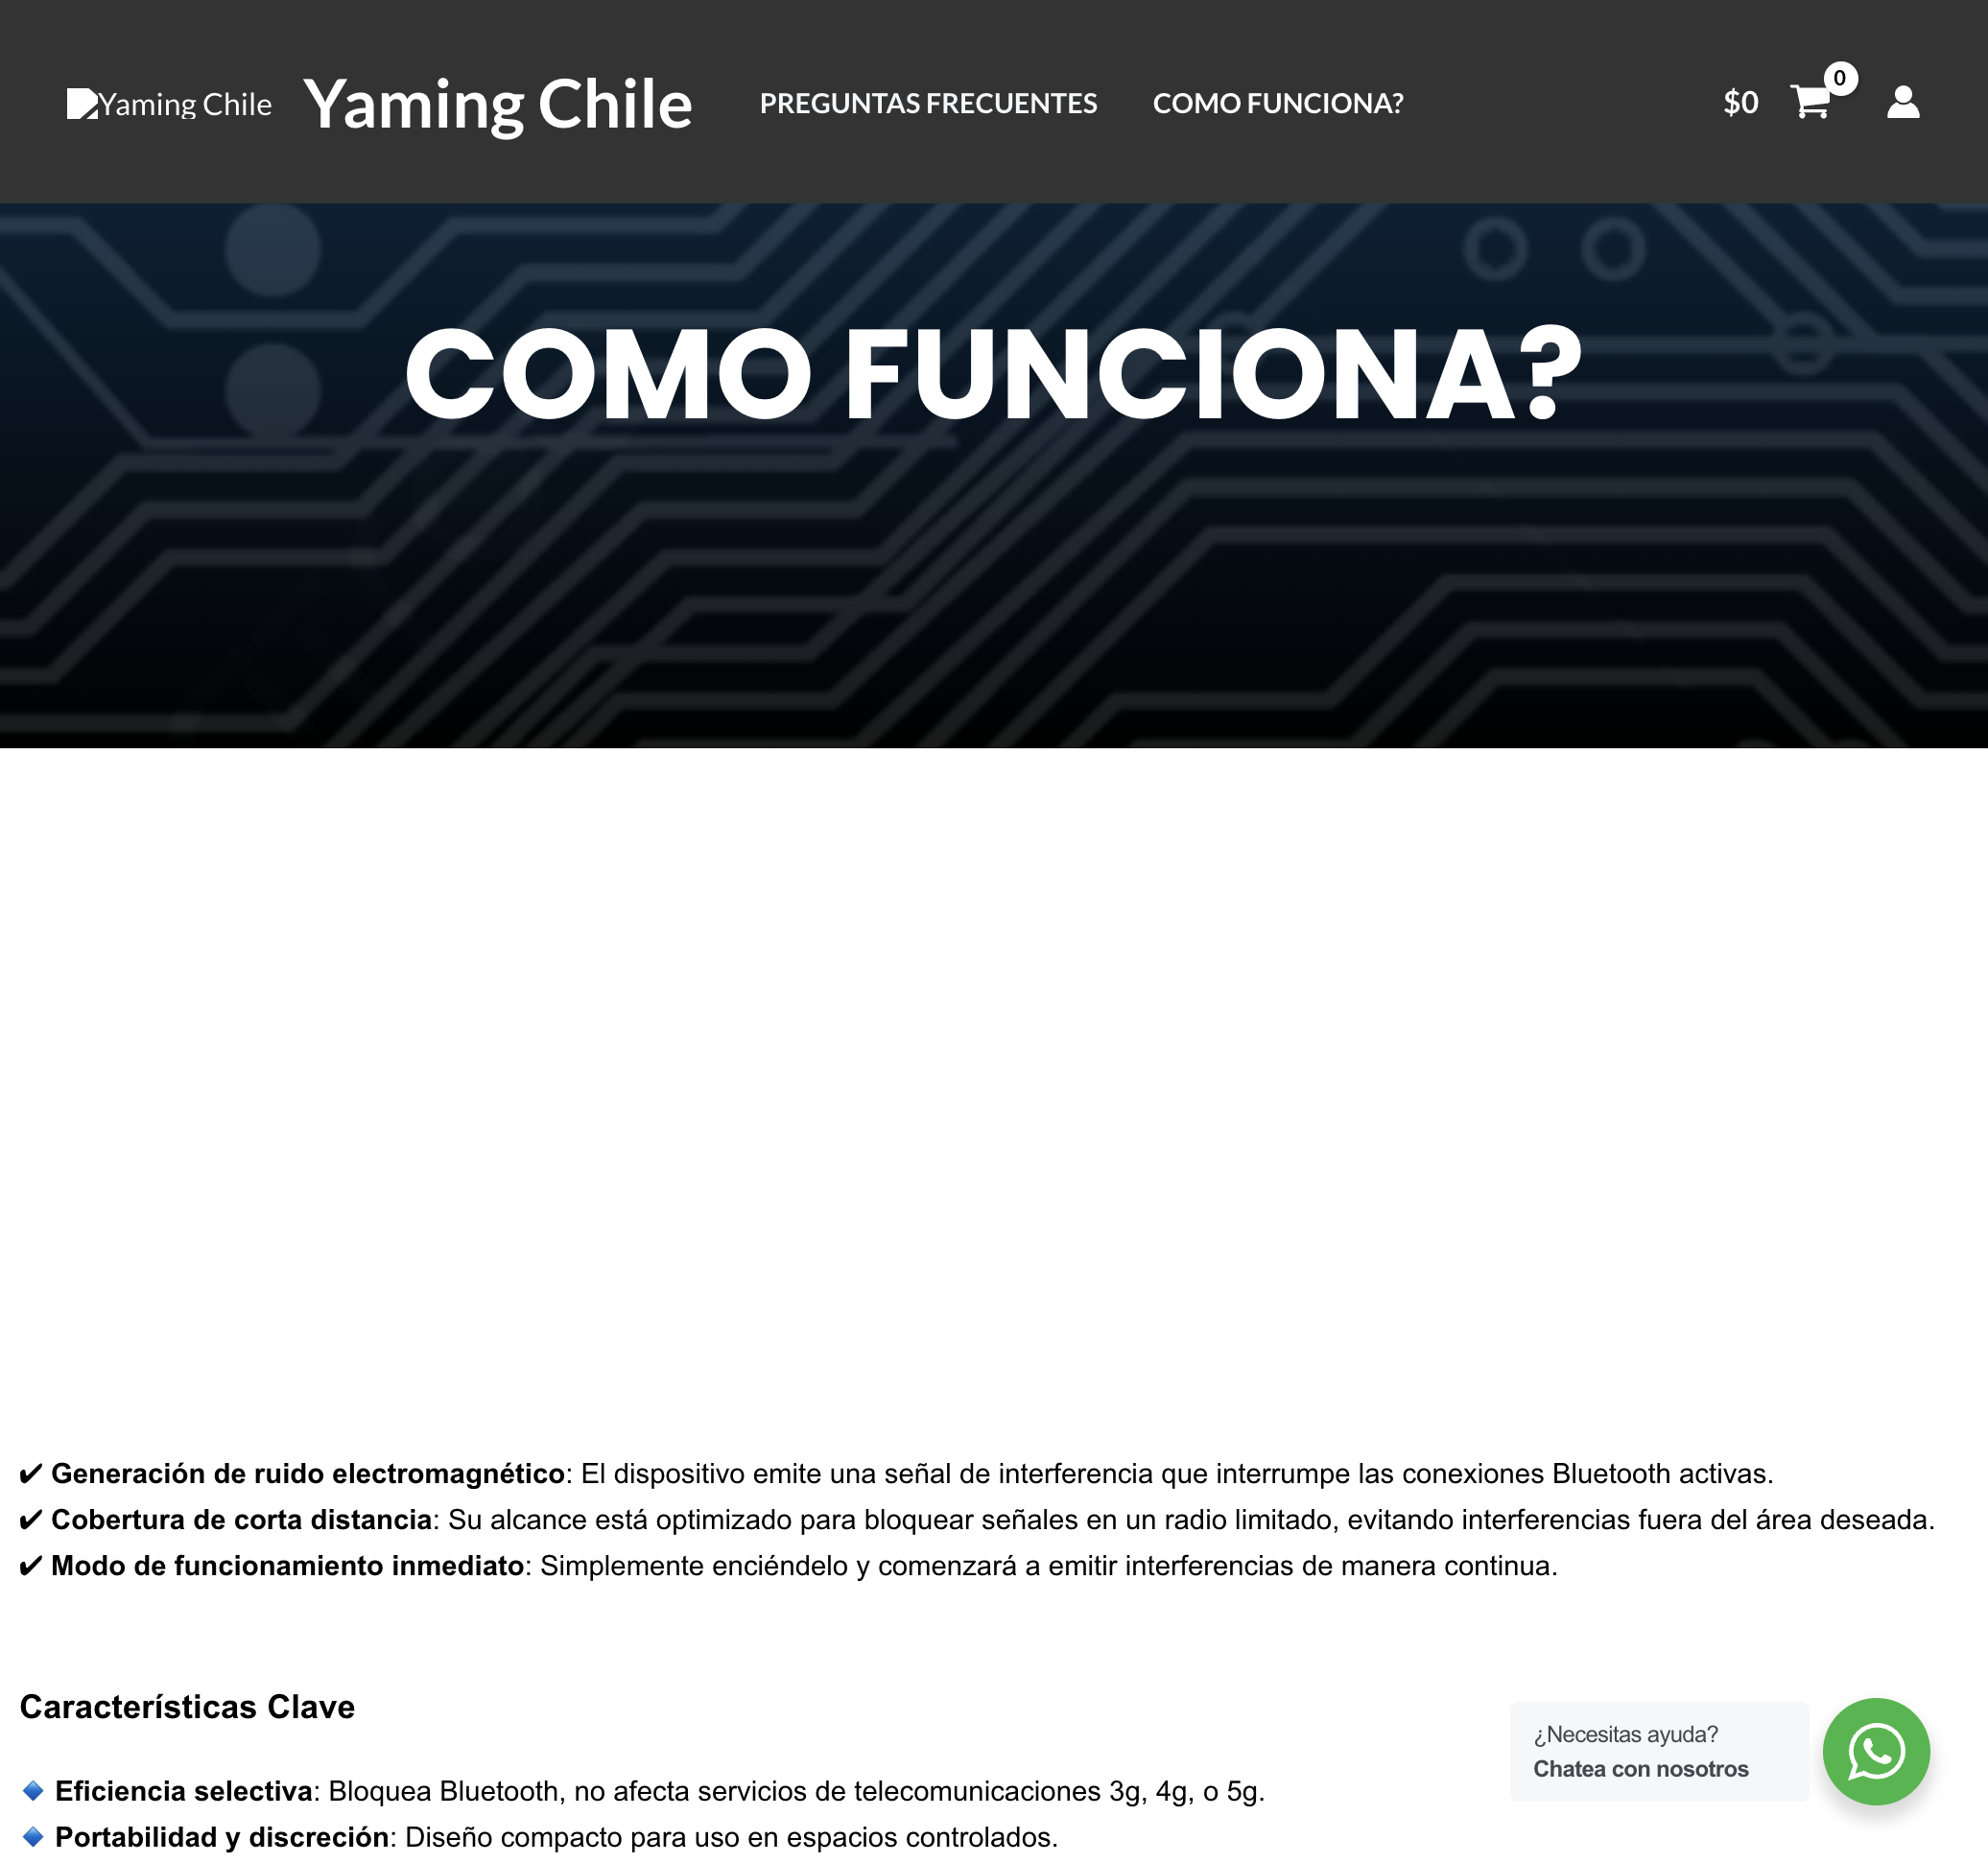 Yaming Chile
Yaming Chile
PREGUNTAS FRECUENTES
COMO FUNCIONA?
$0
0
COMO FUNCIONA?
✔ Generación de ruido electromagnético: El dispositivo emite una señal de interferencia que interrumpe las conexiones Bluetooth activas.
✔ Cobertura de corta distancia: Su alcance está optimizado para bloquear señales en un radio limitado, evitando interferencias fuera del área deseada.
✔ Modo de funcionamiento inmediato: Simplemente enciéndelo y comenzará a emitir interferencias de manera continua.
Características Clave
🔹 Eficiencia selectiva: Bloquea Bluetooth, no afecta servicios de telecomunicaciones 3g, 4g, o 5g.
🔹 Portabilidad y discreción: Diseño compacto para uso en espacios controlados.
¿Necesitas ayuda?
Chatea con nosotros